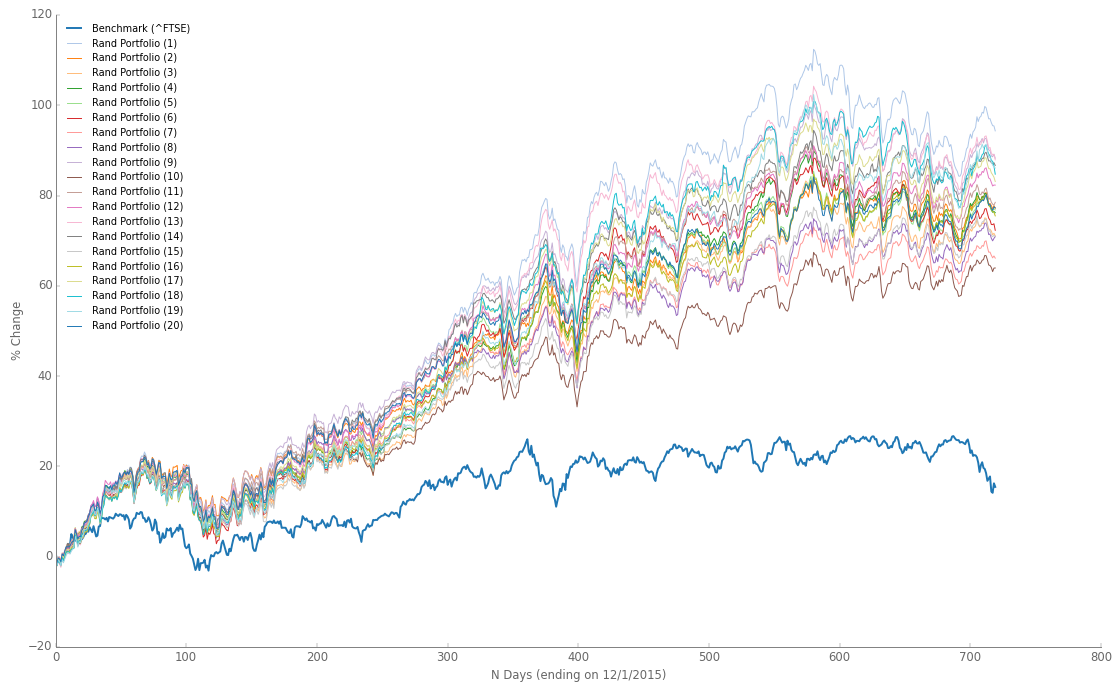 120
100
80
60
40
20
0
−20
% Change
Benchmark (^FTSE)
Rand Portfolio (1)
Rand Portfolio (2)
Rand Portfolio (3)
Rand Portfolio (4)
Rand Portfolio (5)
Rand Portfolio (6)
Rand Portfolio (7)
Rand Portfolio (8)
Rand Portfolio (9)
Rand Portfolio (10)
Rand Portfolio (11)
Rand Portfolio (12)
Rand Portfolio (13)
Rand Portfolio (14)
Rand Portfolio (15)
Rand Portfolio (16)
Rand Portfolio (17)
Rand Portfolio (18)
Rand Portfolio (19)
Rand Portfolio (20)
0 100 200 300 400 500 600 700 800
N Days (ending on 12/1/2015)